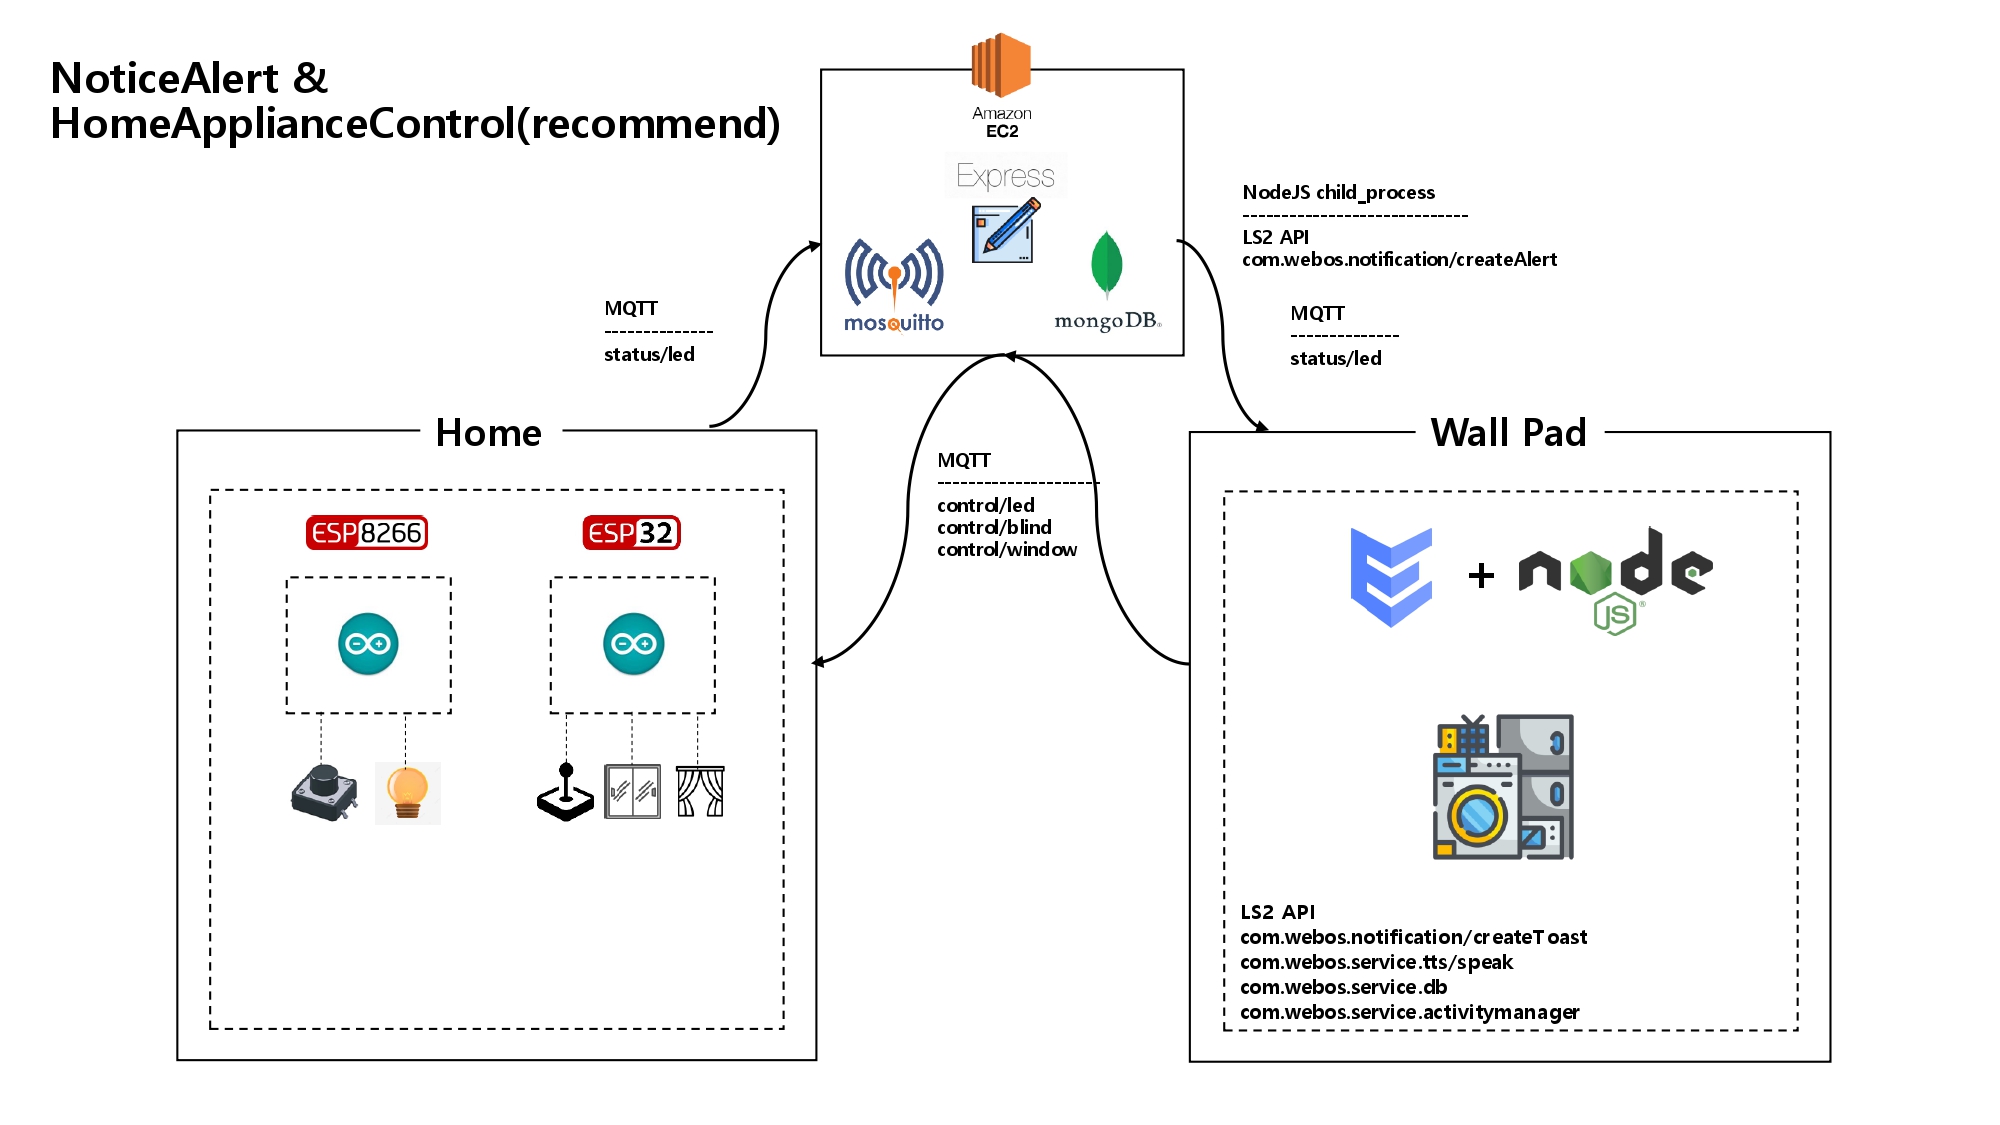 NoticeAlert &
HomeApplianceControl(recommend)
Amazon
EC2
Express
mosquitto
mongoDB®
NodeJS child_process
-----------------------------
LS2 API
com.webos.notification/createAlert
MQTT
--------------
status/led
MQTT
--------------
status/led
MQTT
---------------------
control/led
control/blind
control/window
Home
ESP8266
ESP32
Wall Pad
+
node
JS®
LS2 API
com.webos.notification/createToast
com.webos.service.tts/speak
com.webos.service.db
com.webos.service.activitymanager